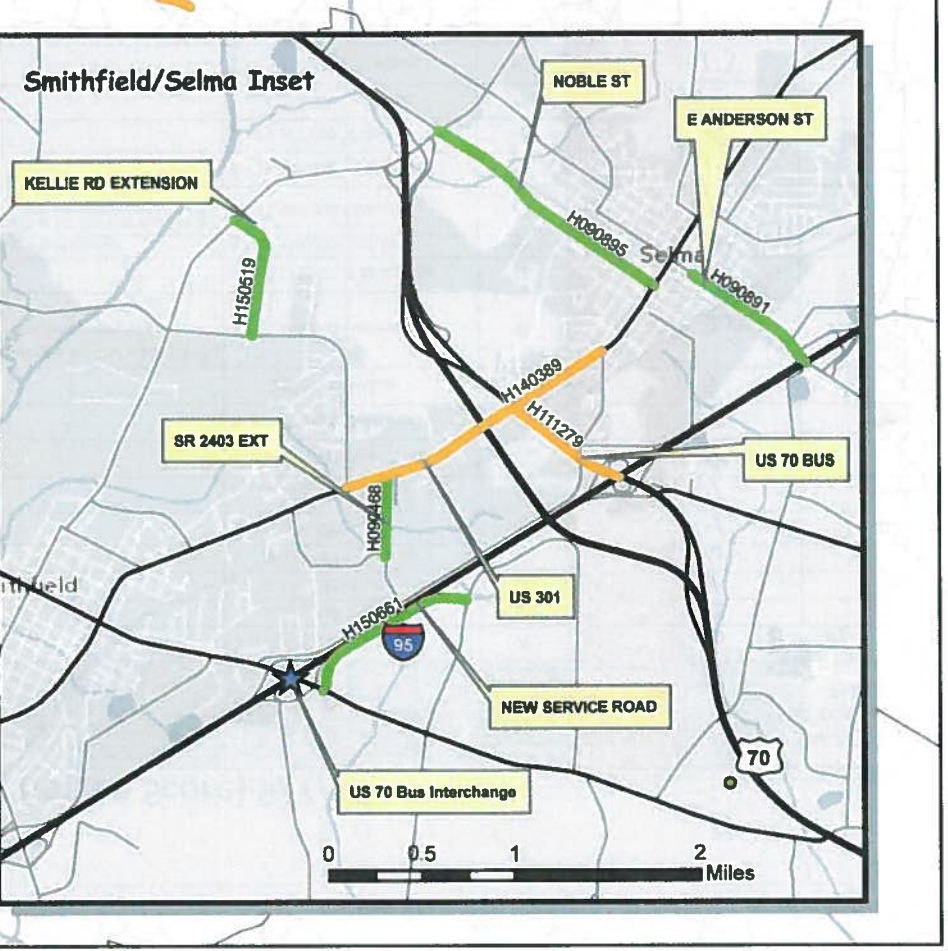 Smithfield/Selma Inset
NOBLE ST
E ANDERSON ST
KELLIE RD EXTENSION
H090895
Selma
H150519
H090891
H140389
H111279
SR 2403 EXT
US 70 BUS
H090468
thfield
US 301
H150661
95
NEW SERVICE ROAD
70
US 70 Bus Interchange
0 0.5 1 2
Miles